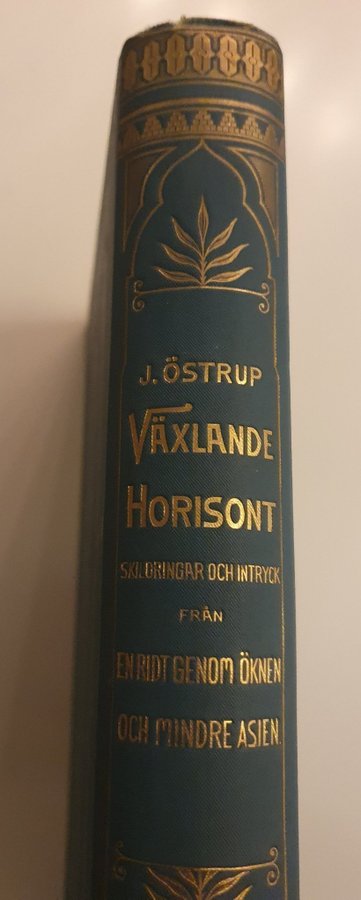 J. ÖSTRUP
VÄXLANDE
HORISONT
SKILDRINGAR OCH INTRYCK
FRÅN
EN RIDT GENOM ÖKNEN
OCH MINDRE ASIEN.